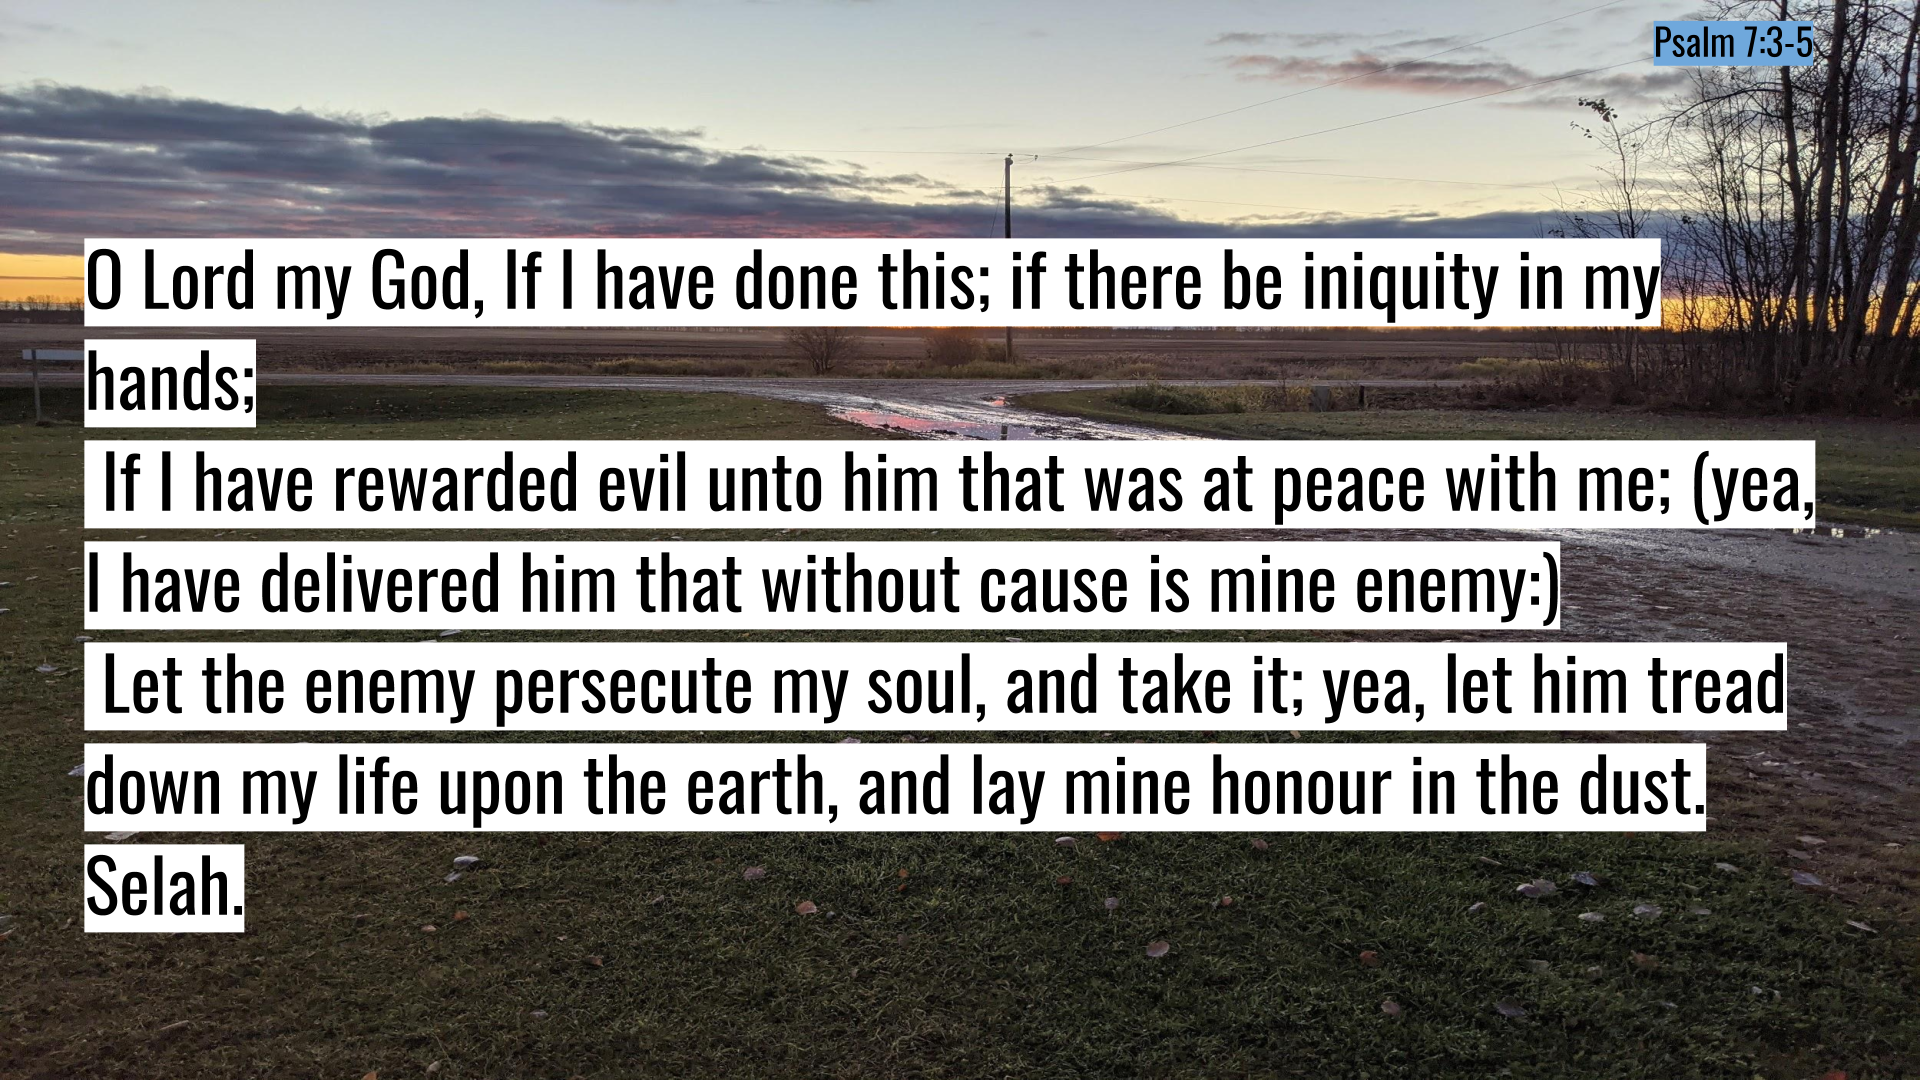 Psalm 7:3-5
O Lord my God, If I have done this; if there be iniquity in my
hands;
If I have rewarded evil unto him that was at peace with me; (yea,
I have delivered him that without cause is mine enemy:)
Let the enemy persecute my soul, and take it; yea, let him tread
down my life upon the earth, and lay mine honour in the dust.
Selah.